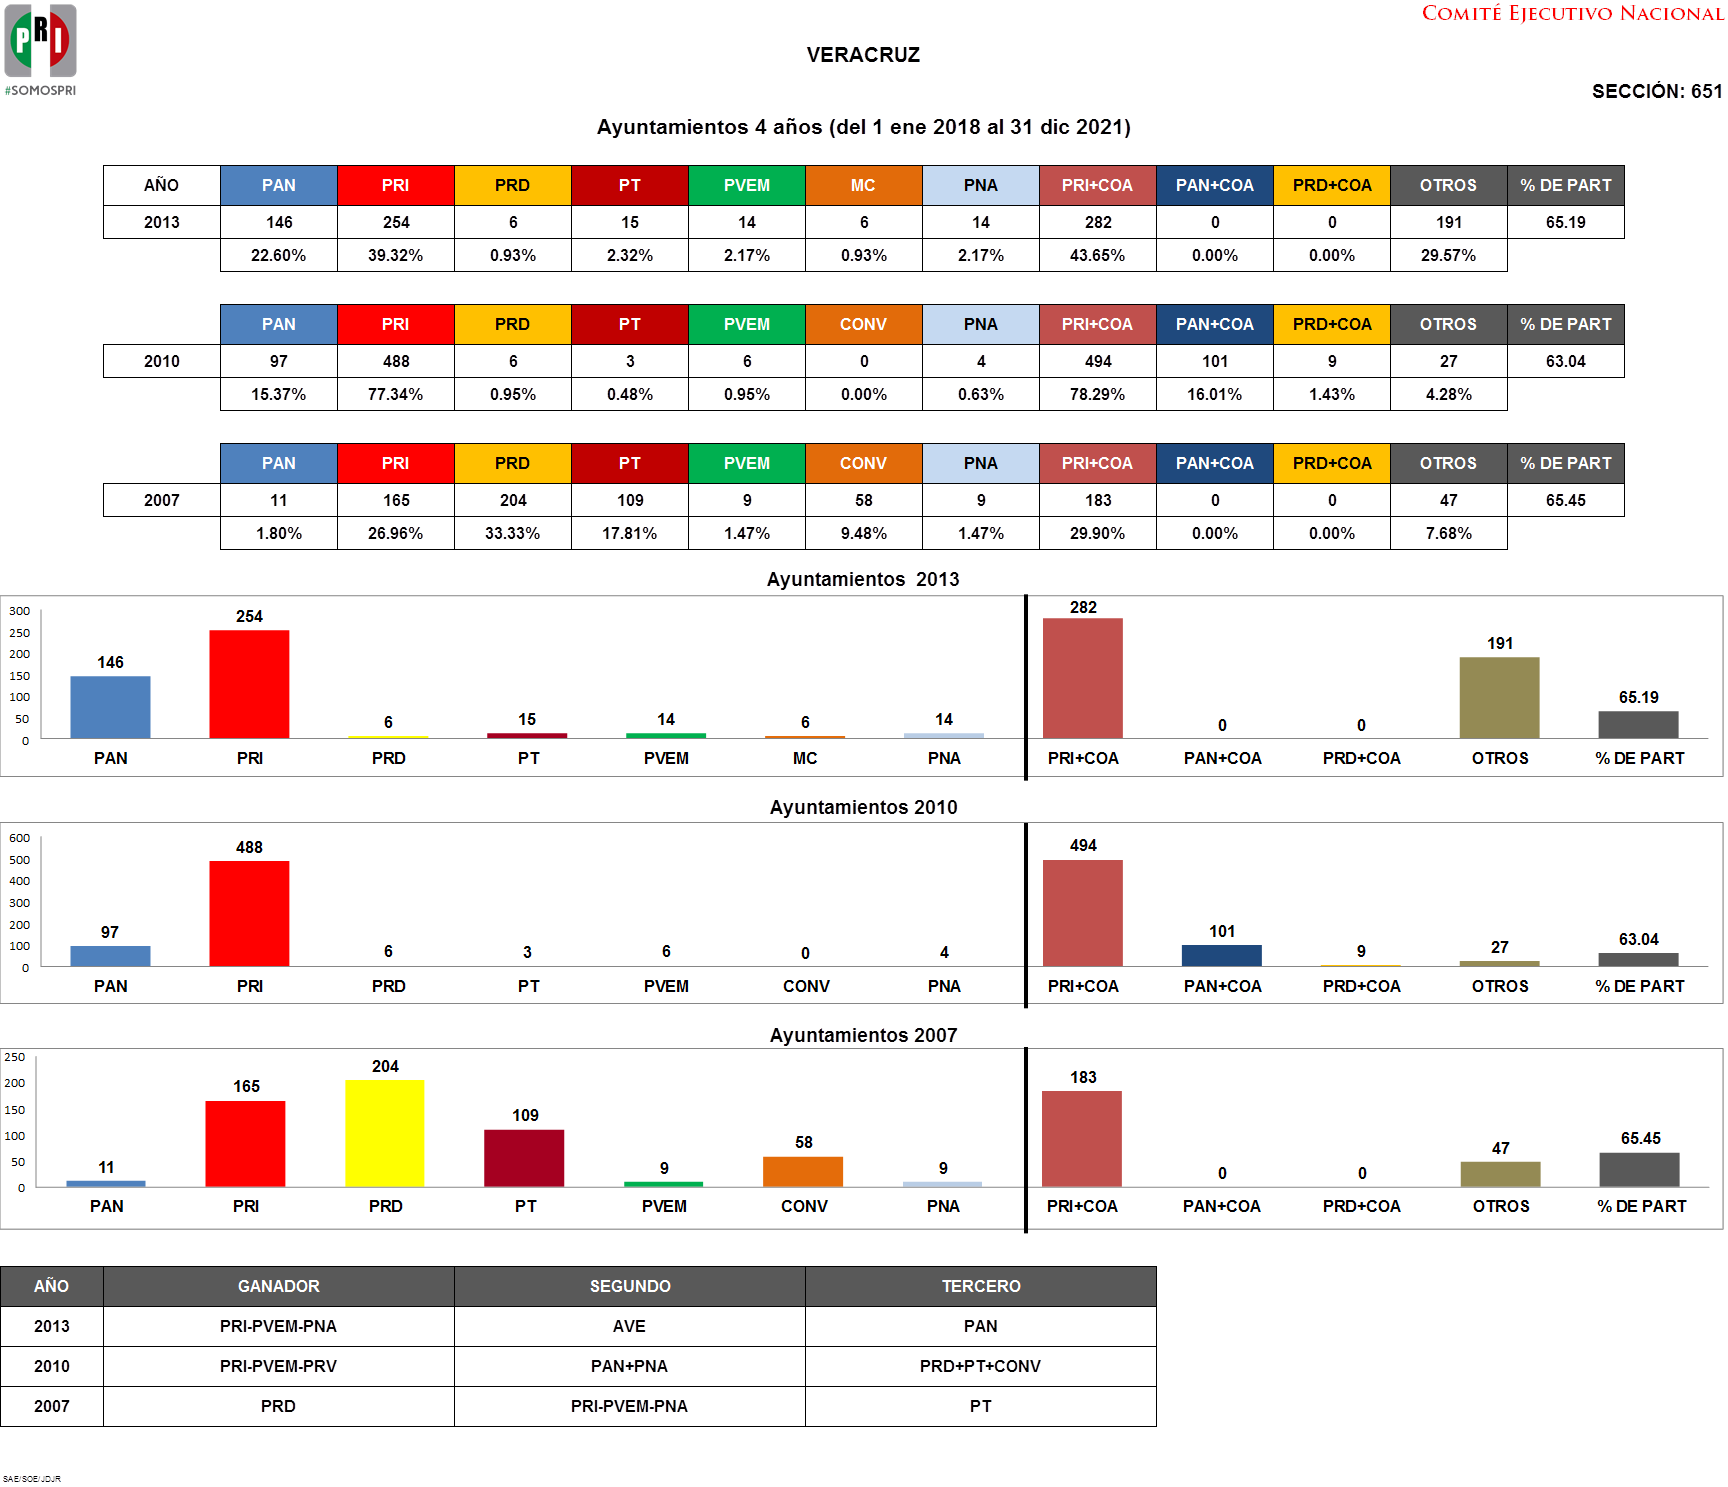 COMITÉ EJECUTIVO NACIONAL
PRI
#SOMOSPRI
VERACRUZ
SECCIÓN: 651
Ayuntamientos 4 años (del 1 ene 2018 al 31 dic 2021)
AÑO PAN PRI PRD PT PVEM MC PNA PRI+COA PAN+COA PRD+COA OTROS % DE PART
2013 146 254 6 15 14 6 14 282 0 0 191 65.19
22.60% 39.32% 0.93% 2.32% 2.17% 0.93% 2.17% 43.65% 0.00% 0.00% 29.57%
PAN PRI PRD PT PVEM CONV PNA PRI+COA PAN+COA PRD+COA OTROS % DE PART
2010 97 488 6 3 6 0 4 494 101 9 27 63.04
15.37% 77.34% 0.95% 0.48% 0.95% 0.00% 0.63% 78.29% 16.01% 1.43% 4.28%
PAN PRI PRD PT PVEM CONV PNA PRI+COA PAN+COA PRD+COA OTROS % DE PART
2007 11 165 204 109 9 58 9 183 0 0 47 65.45
1.80% 26.96% 33.33% 17.81% 1.47% 9.48% 1.47% 29.90% 0.00% 0.00% 7.68%
Ayuntamientos 2013
300
250
200
150
100
50
0
146 254 6 15 14 6 14 282 0 0 191 65.19
PAN PRI PRD PT PVEM MC PNA PRI+COA PAN+COA PRD+COA OTROS % DE PART
Ayuntamientos 2010
600
500
400
300
200
100
0
97 488 6 3 6 0 4 494 101 9 27 63.04
PAN PRI PRD PT PVEM CONV PNA PRI+COA PAN+COA PRD+COA OTROS % DE PART
Ayuntamientos 2007
250
200
150
100
50
0
11 165 204 109 9 58 9 183 0 0 47 65.45
PAN PRI PRD PT PVEM CONV PNA PRI+COA PAN+COA PRD+COA OTROS % DE PART
AÑO GANADOR SEGUNDO TERCERO
2013 PRI-PVEM-PNA AVE PAN
2010 PRI-PVEM-PRV PAN+PNA PRD+PT+CONV
2007 PRD PRI-PVEM-PNA PT
SAE/SOE/JDJR